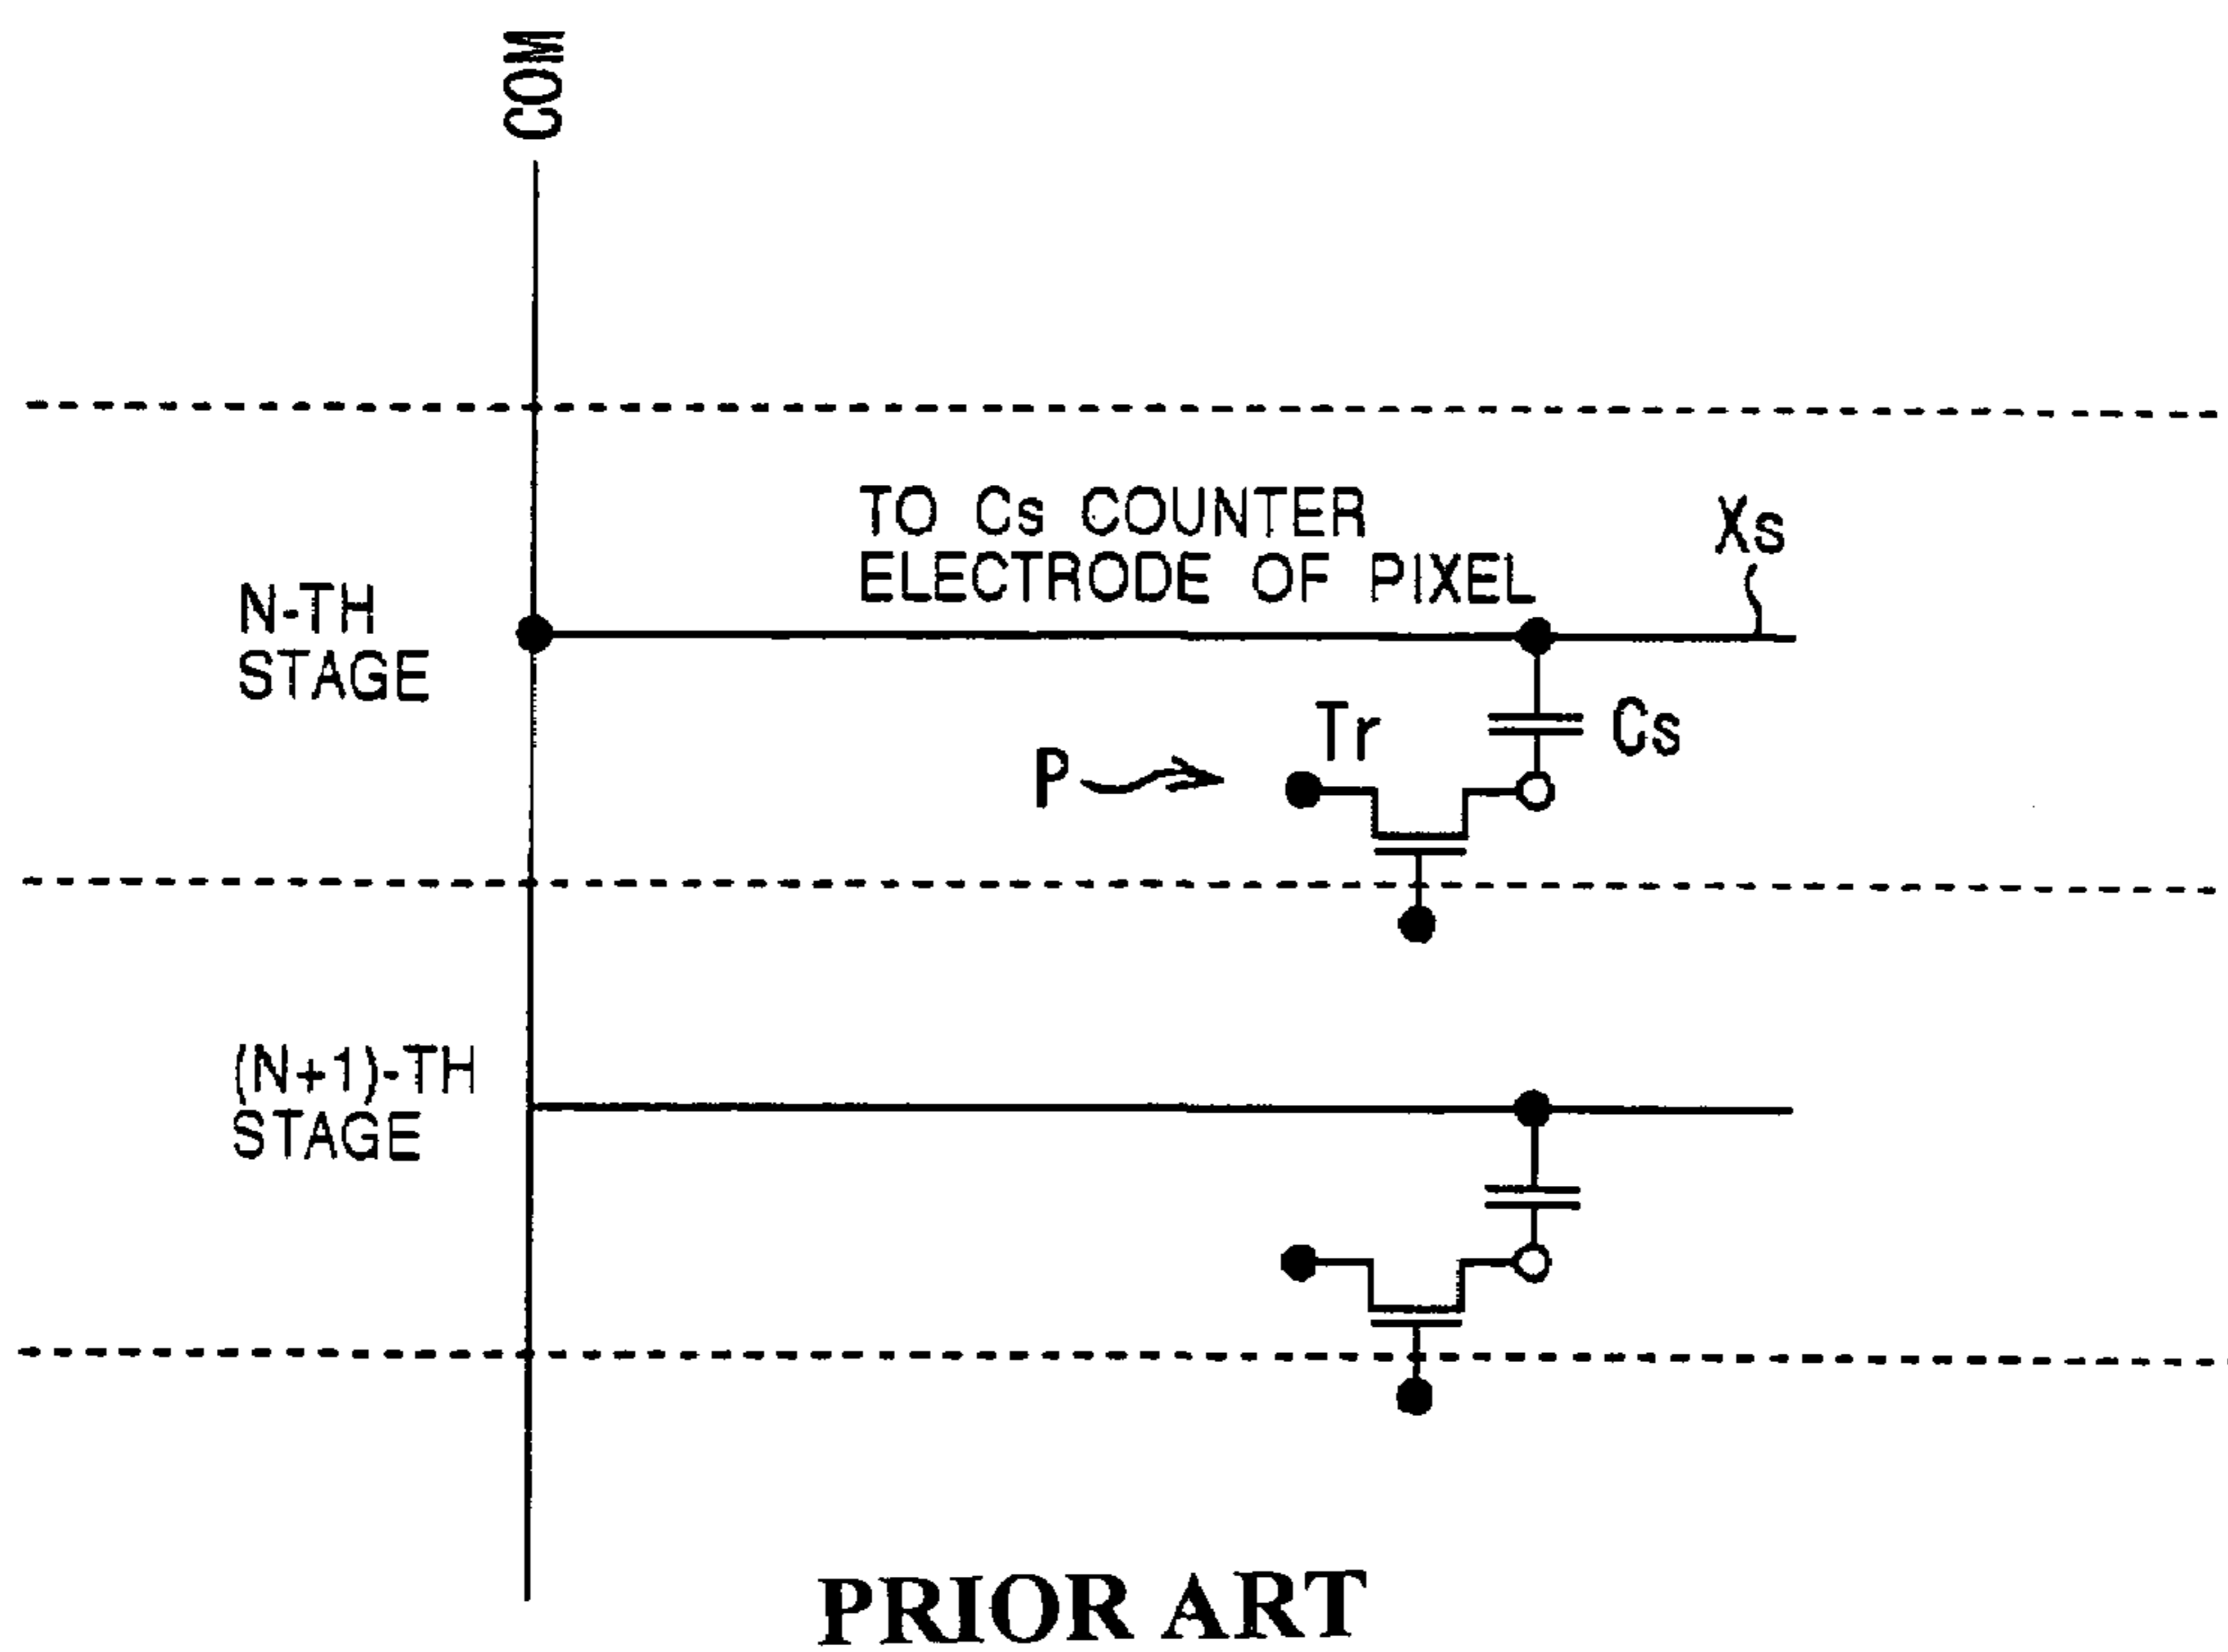 COM
TO Cs COUNTER
ELECTRODE OF PIXEL
Xs
N-TH
STAGE
Tr
Cs
P
(N+1)-TH
STAGE
PRIOR ART